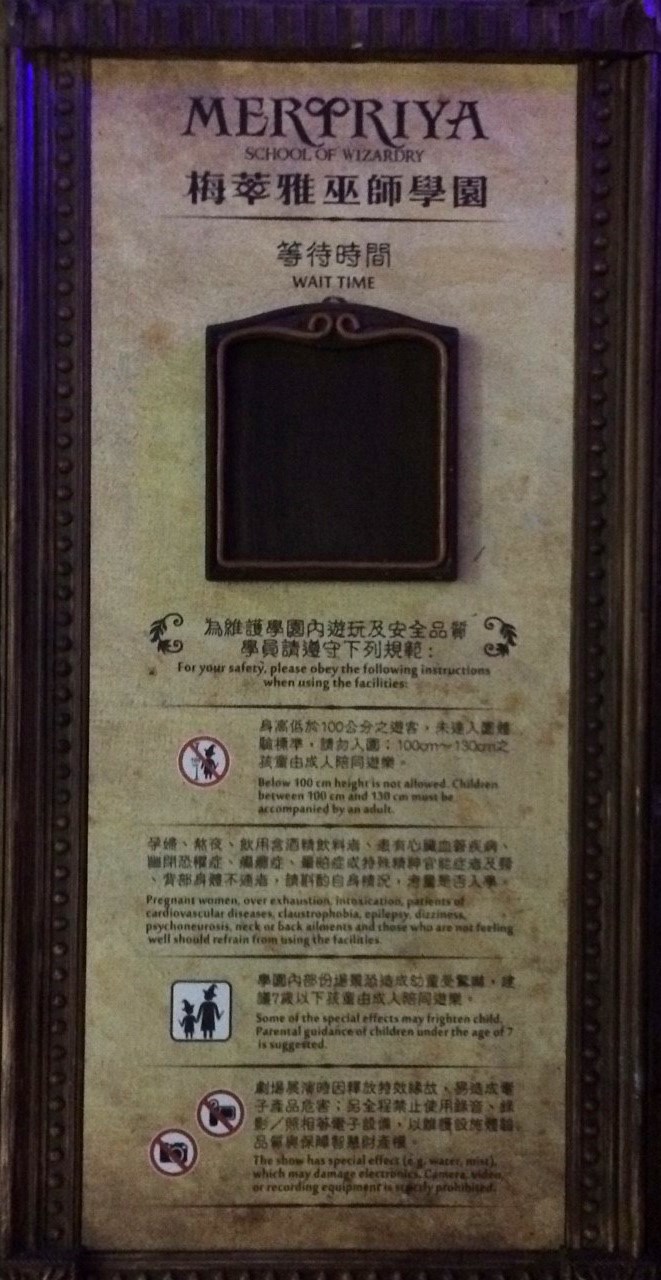 MERPRIYA
SCHOOL OF WIZARDRY
梅萃雅巫師學園
等待時間
WAIT TIME
為維護學園內遊玩及安全品質
學員請遵守下列規範：
For your safety, please obey the following instructions
when using the facilities:
身高低於100公分之遊客，未達入園體
驗標準，請勿入園；100cm～130cm之
孩童由成人陪同遊樂。
Below 100 cm height is not allowed. Children
between 100 cm and 130 cm must be
accompanied by an adult.
孕婦、熬夜、飲用含酒精飲料者、患有心臟血管疾病、
幽閉恐懼症、癲癇症、暈船症或特殊精神官能症者及頸
、背部身體不適者，請斟酌自身情況，考量是否入學。
Pregnant women, over exhaustion, intoxication, patients of
cardiovascular diseases, claustrophobia, epilepsy, dizziness,
psychoneurosis, neck or back ailments and those who are not feeling
well should refrain from using the facilities.
學園內部份場景恐造成幼童受驚嚇，建
議7歲以下孩童由成人陪同遊樂。
Some of the special effects may frighten child.
Parental guidance of children under the age of 7
is suggested.
劇場展演時因釋放特效緣故，易造成電
子產品危害；另全程禁止使用錄音、錄
影／照相等電子設備，以維護設施體驗
品質與保障智慧財產權。
The show has special effect (e.g. water, mist),
which may damage electronics. Camera, video,
or recording equipment is strictly prohibited.